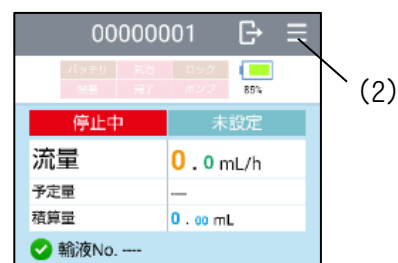 00000001
(2)
バッテリ 気泡 ロック
閉塞 完了 ポンプ 85%
停止中 未設定
流量 0.0 mL/h
予定量 ----
積算量 0.00 mL
輸液No. ----